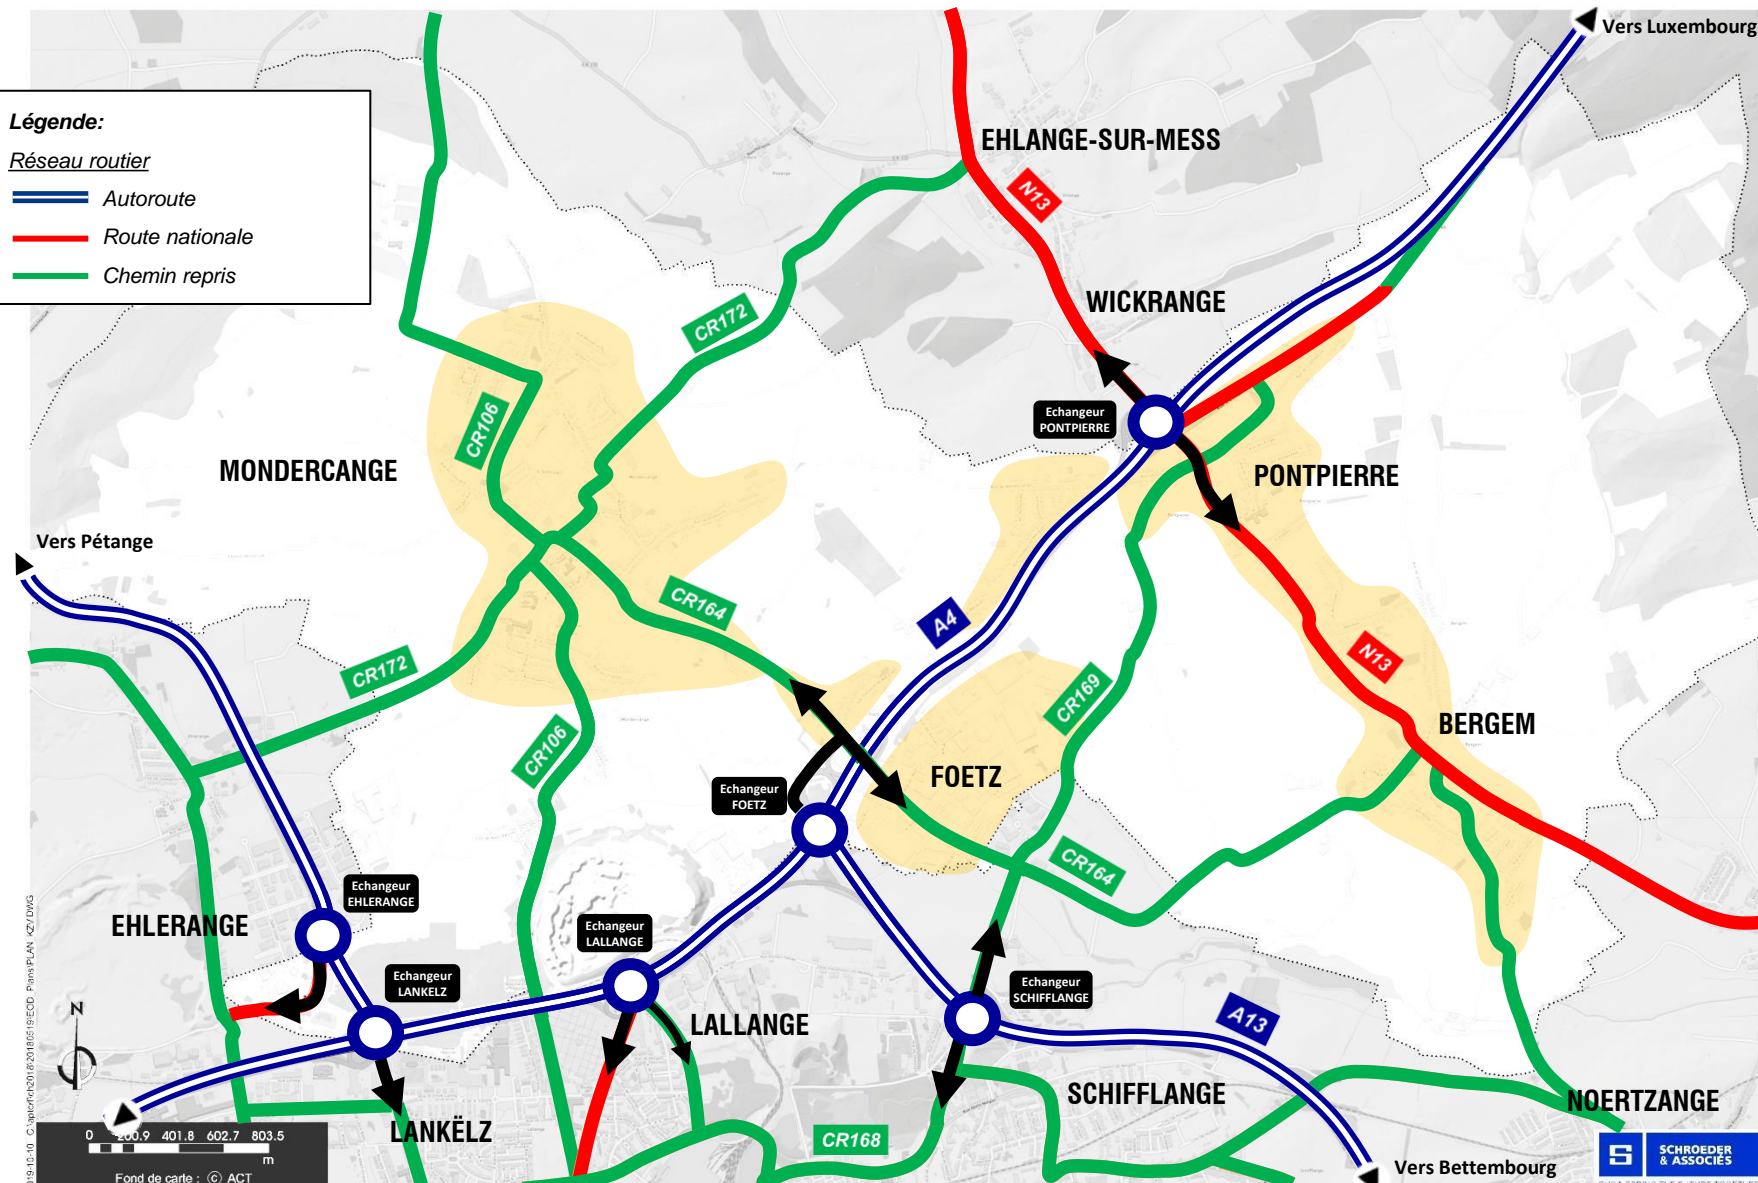 Vers Luxembourg
Légende:
Réseau routier
Autoroute
Route nationale
Chemin repris
EHLANGE-SUR-MESS
N13
WICKRANGE
CR172
CR106
Echangeur
PONTPIERRE
MONDERCANGE
PONTPIERRE
Vers Pétange
CR164
A4
N13
CR172
CR169
BERGEM
CR106
FOETZ
Echangeur
FOETZ
CR164
Echangeur
EHLERANGE
EHLERANGE
Echangeur
LALLANGE
Echangeur
LANKELZ
Echangeur
SCHIFFLANGE
N
LALLANGE
A13
SCHIFFLANGE
NOERTZANGE
LANKËLZ
CR168
0 200.9 401.8 602.7 803.5
m
Fond de carte : © ACT
Vers Bettembourg
S SCHROEDER
& ASSOCIÉS